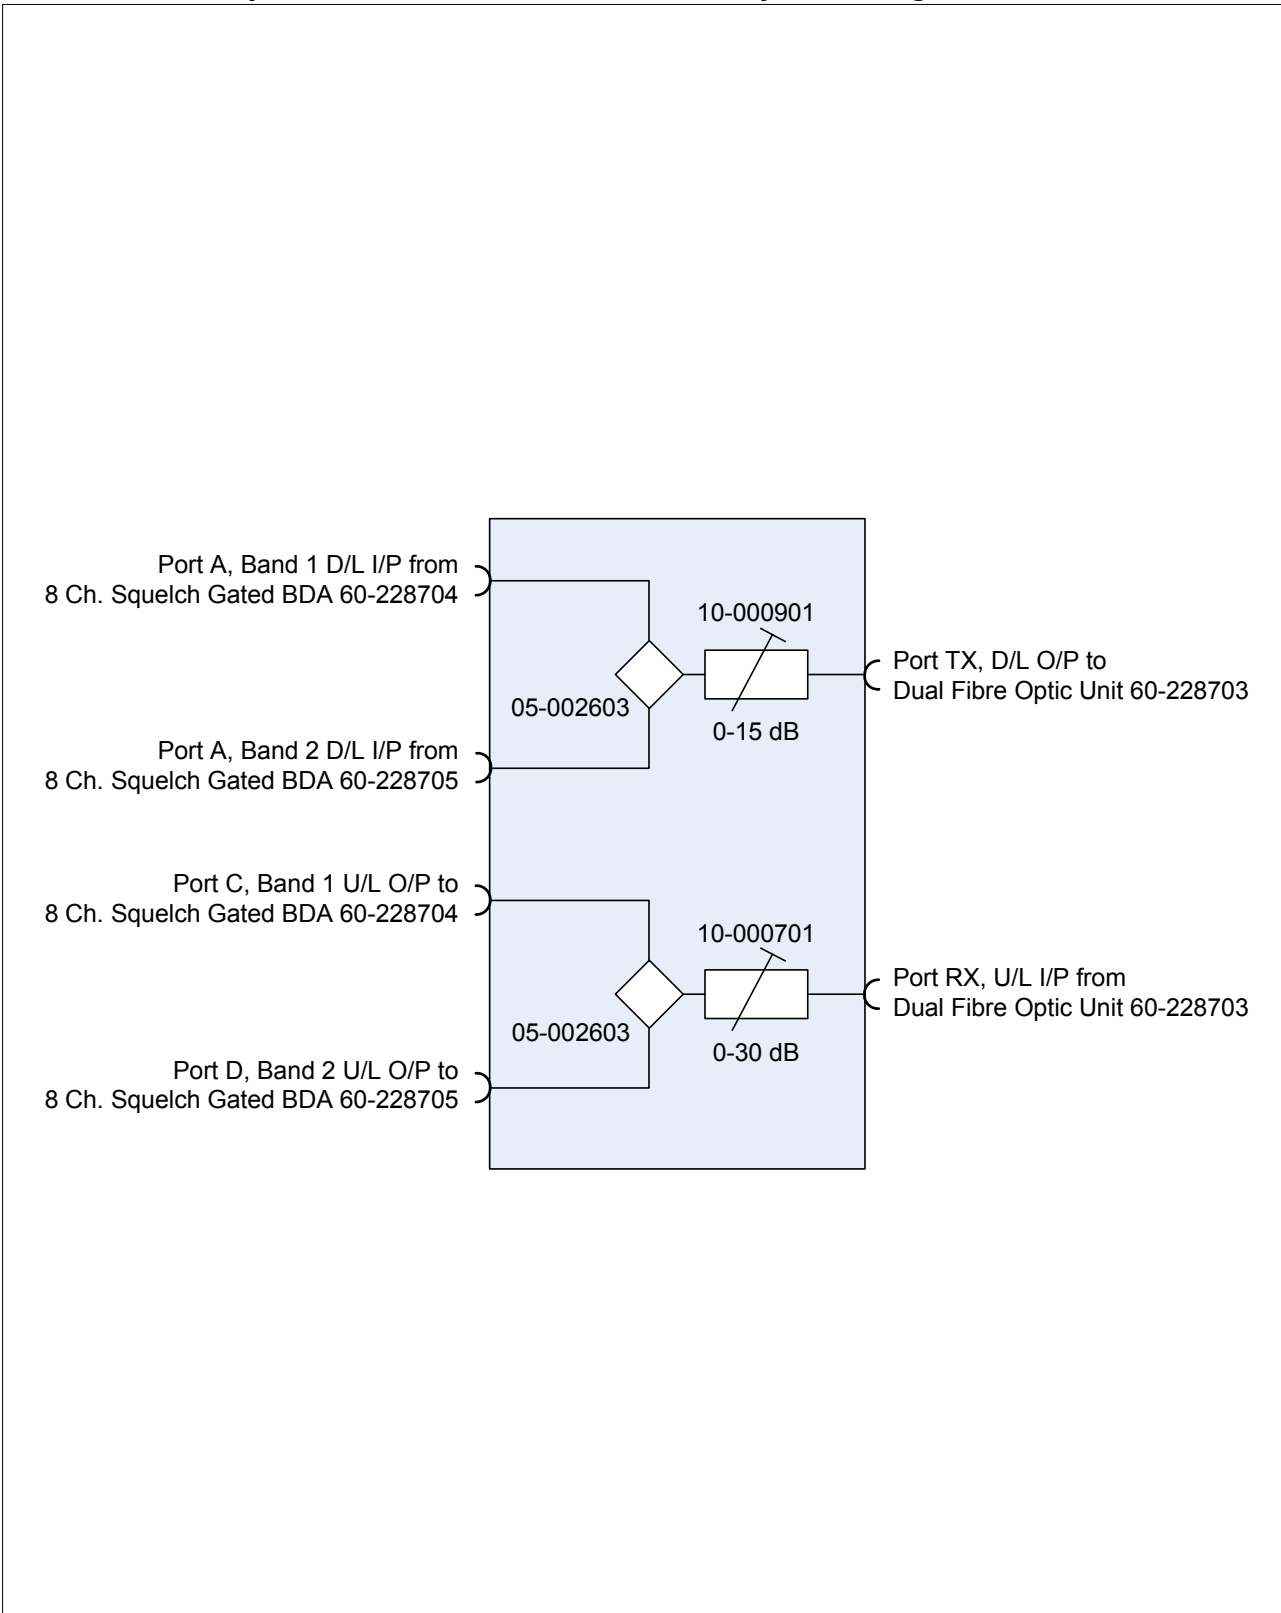 Port A, Band 1 D/L I/P from
8 Ch. Squelch Gated BDA 60-228704
10-000901
05-002603
0-15 dB
Port TX, D/L O/P to
Dual Fibre Optic Unit 60-228703
Port A, Band 2 D/L I/P from
8 Ch. Squelch Gated BDA 60-228705
Port C, Band 1 U/L O/P to
8 Ch. Squelch Gated BDA 60-228704
10-000701
05-002603
0-30 dB
Port RX, U/L I/P from
Dual Fibre Optic Unit 60-228703
Port D, Band 2 U/L O/P to
8 Ch. Squelch Gated BDA 60-228705